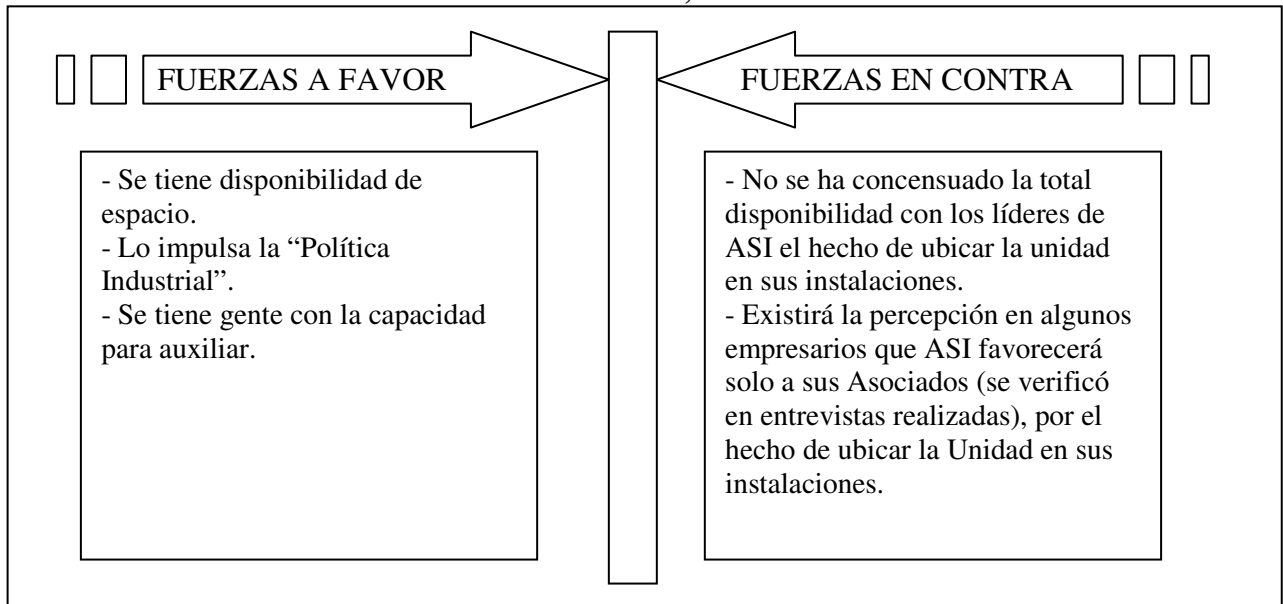 FUERZAS A FAVOR
FUERZAS EN CONTRA
- Se tiene disponibilidad de
espacio.
- Lo impulsa la “Política
Industrial”.
- Se tiene gente con la capacidad
para auxiliar.
- No se ha concensuado la total
disponibilidad con los líderes de
ASI el hecho de ubicar la unidad
en sus instalaciones.
- Existirá la percepción en algunos
empresarios que ASI favorecerá
solo a sus Asociados (se verificó
en entrevistas realizadas), por el
hecho de ubicar la Unidad en sus
instalaciones.